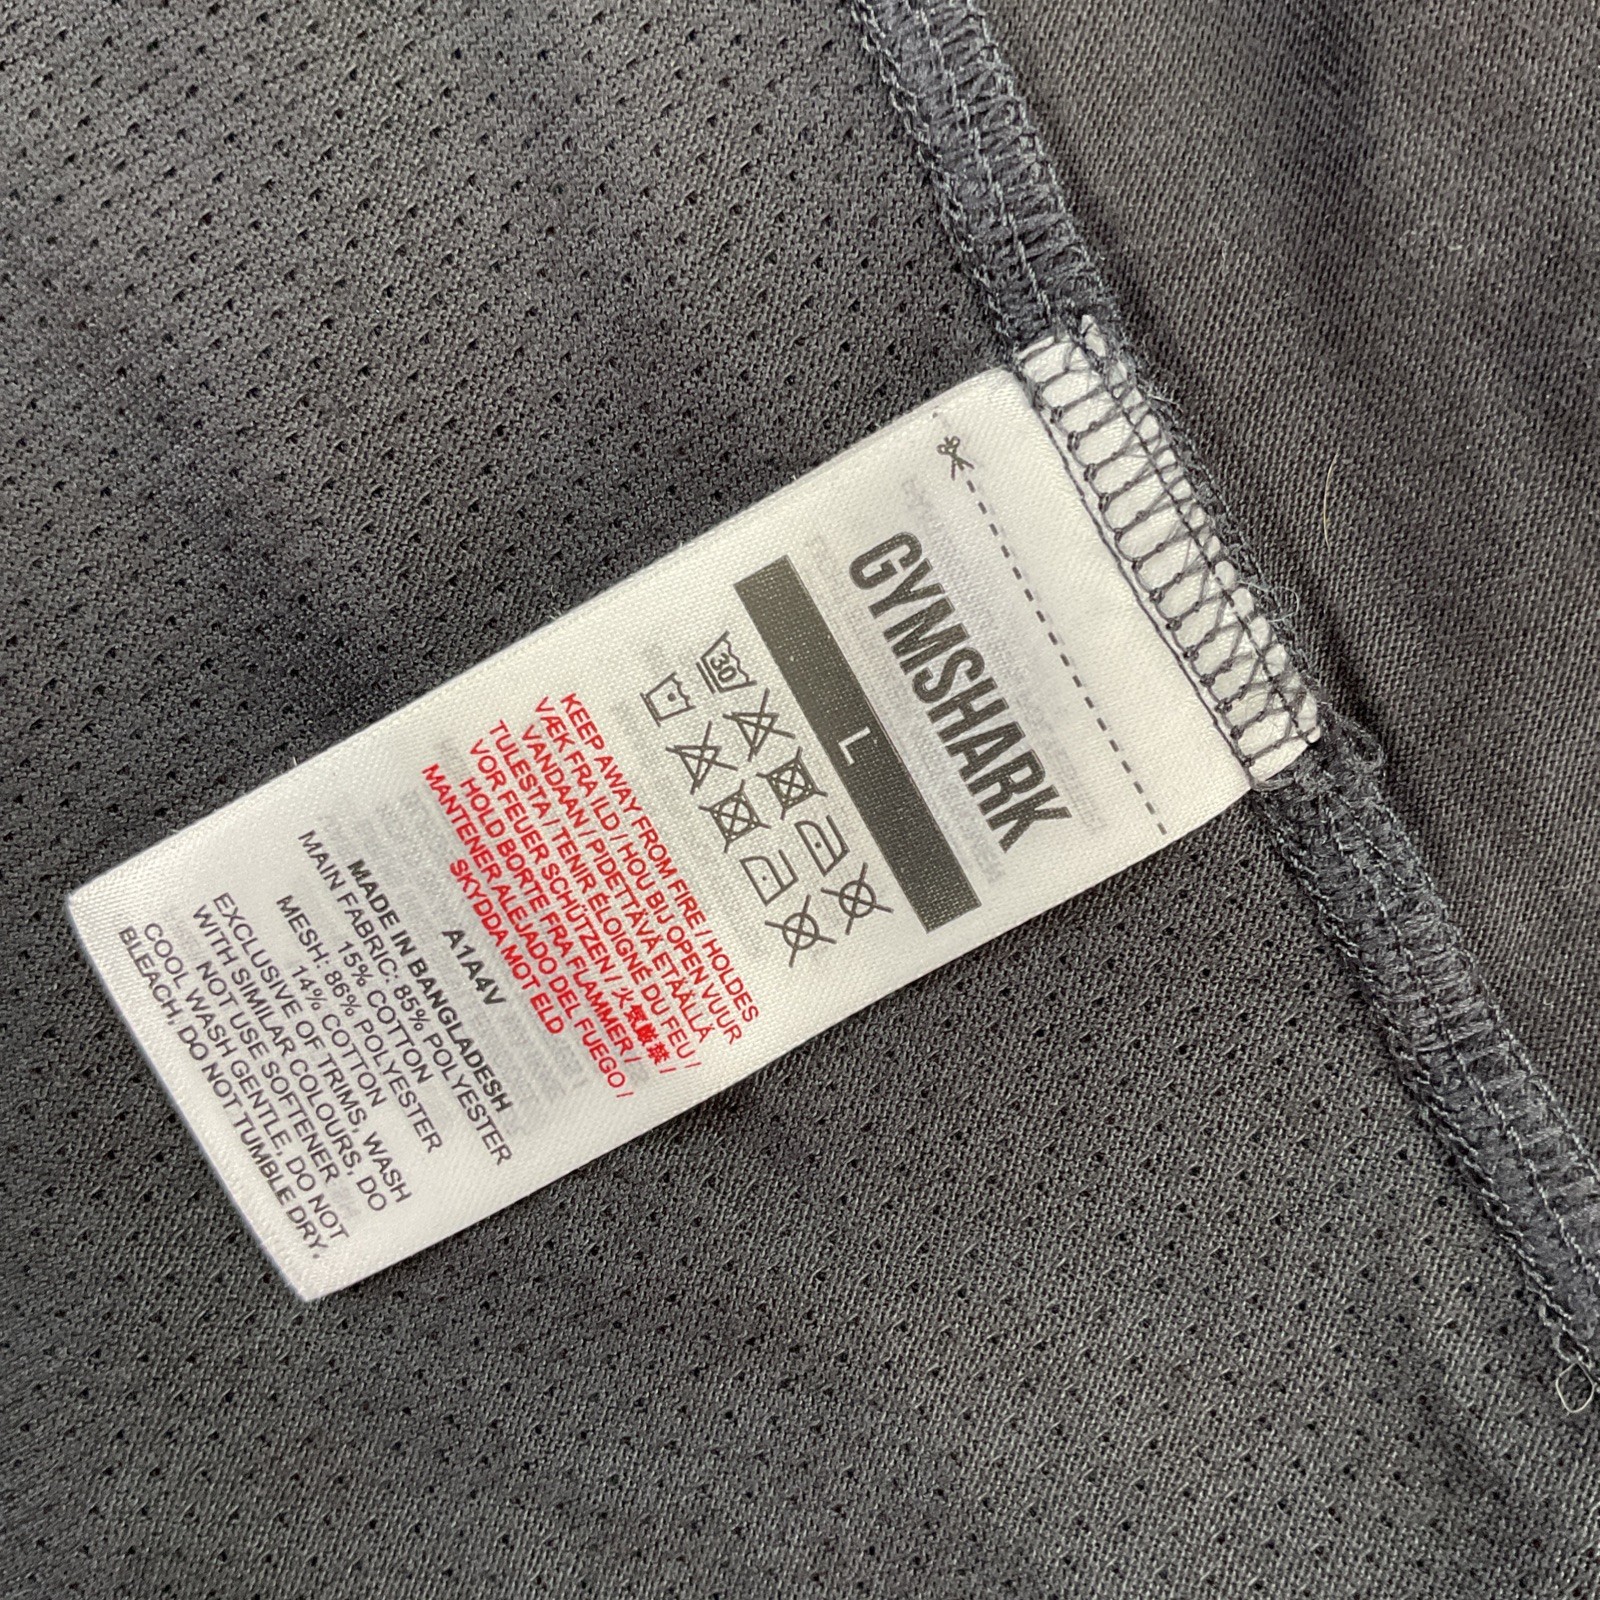 GYMSHARK
L
30
KEEP AWAY FROM FIRE / HOLDES
VÆK FRA ILD / HOU BIJ OPEN VUUR
VANDAAN / PIDETTÄVÄ ETÄÄLLÄ
TULESTA / TENIR ÉLOIGNÉ DU FEU /
VOR FEUER SCHÜTZEN / 火気厳禁 /
HOLD BORTE FRA FLAMMER /
MANTENER ALEJADO DEL FUEGO /
SKYDDA MOT ELD
A1A4V
MADE IN BANGLADESH
MAIN FABRIC: 85% POLYESTER
15% COTTON
MESH: 86% POLYESTER
14% COTTON
EXCLUSIVE OF TRIMS, WASH
WITH SIMILAR COLOURS, DO
NOT USE SOFTENER
COOL WASH GENTLE, DO NOT
BLEACH, DO NOT TUMBLE DRY.